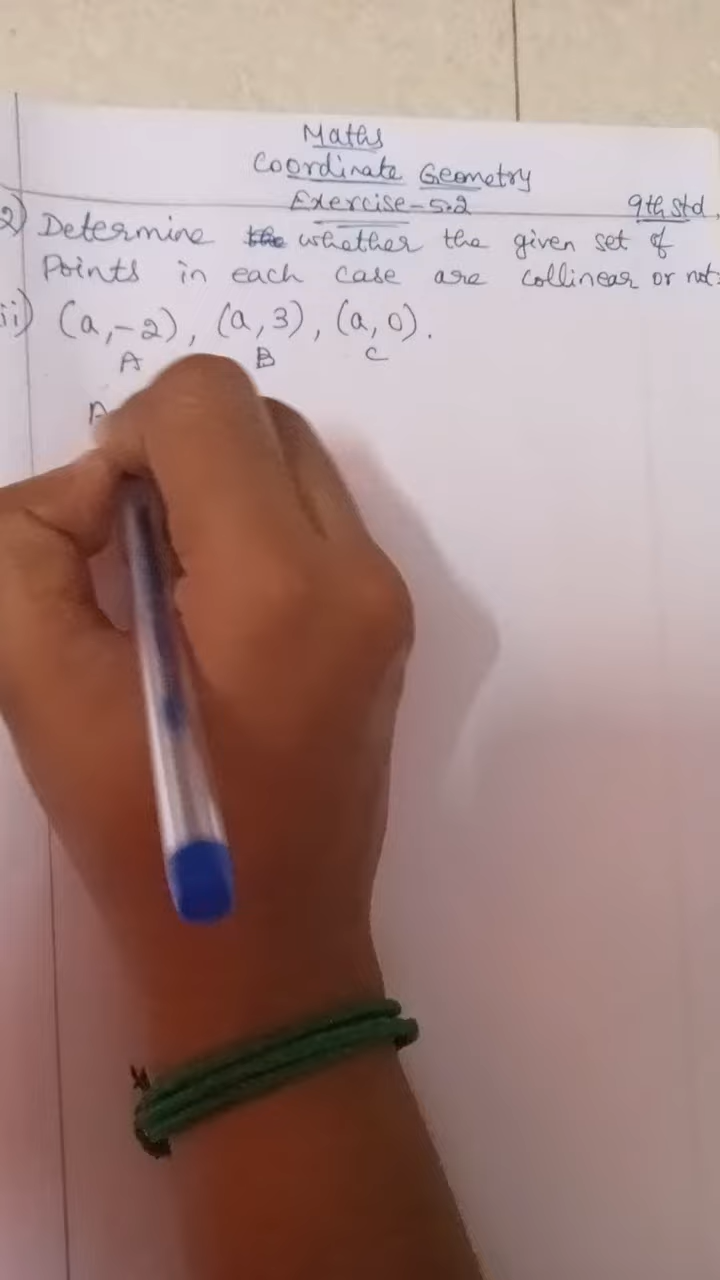 Maths
Coordinate Geometry
Exercise-5.2
9th std.
2) Determine whether the given set of
Points in each case are collinear or not:
ii) (a,-2), (a,3), (a,0).
A B C
A